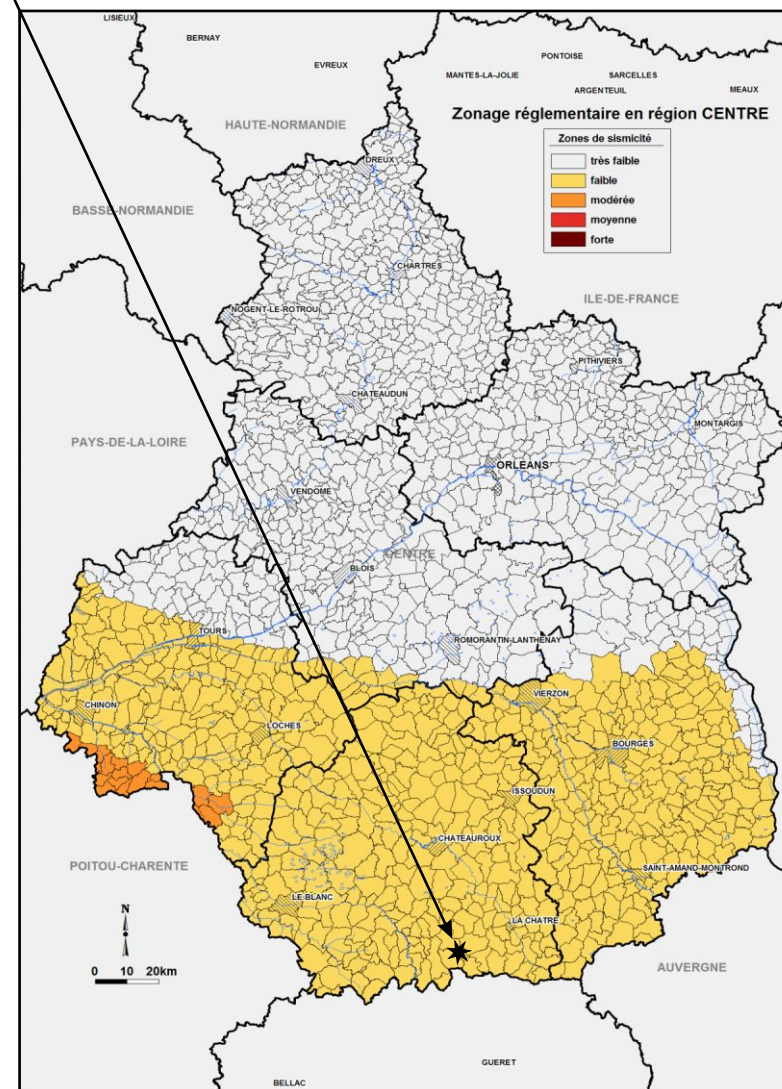 LISIEUX
BERNAY
EVREUX
PONTOISE
MANTES-LA-JOLIE
SARCELLES
ARGENTEUIL
MEAUX
Zonage réglementaire en région CENTRE
Zones de sismicité
très faible
faible
modérée
moyenne
forte
HAUTE-NORMANDIE
DREUX
BASSE-NORMANDIE
CHARTRES
ILE-DE-FRANCE
NOGENT-LE-ROTROU
PITHIVIERS
CHATEAUDUN
MONTARGIS
PAYS-DE-LA-LOIRE
ORLEANS
VENDOME
CENTRE
BLOIS
TOURS
ROMORANTIN-LANTHENAY
CHINON
VIERZON
LOCHES
BOURGES
ISSOUDUN
CHATEAUROUX
POITOU-CHARENTE
SAINT-AMAND-MONTROND
LE BLANC
N
LA CHATRE
AUVERGNE
0 10 20km
GUERET
BELLAC